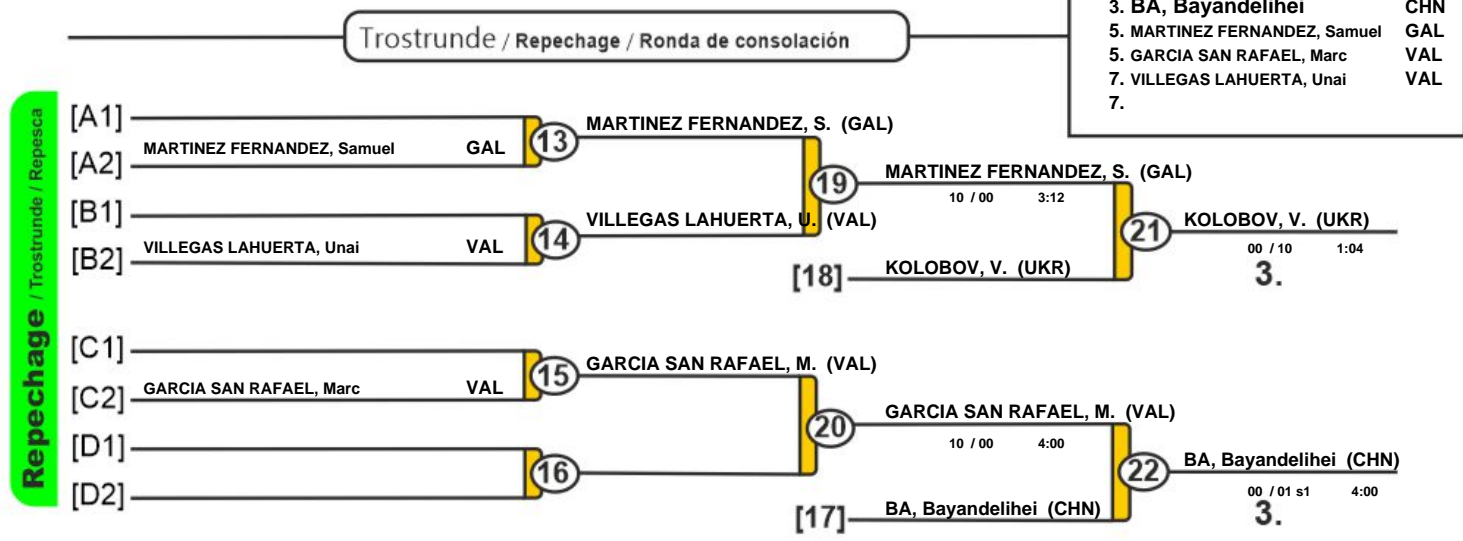 3. BA, Bayandelihei CHN
5. MARTINEZ FERNANDEZ, Samuel GAL
5. GARCIA SAN RAFAEL, Marc VAL
7. VILLEGAS LAHUERTA, Unai VAL
7.
Trostrunde / Repechage / Ronda de consolación
Repechage / Trostrunde / Repesca
[A1]
[A2] MARTINEZ FERNANDEZ, Samuel GAL
13
MARTINEZ FERNANDEZ, S. (GAL)
[B1]
[B2] VILLEGAS LAHUERTA, Unai VAL
14
VILLEGAS LAHUERTA, U. (VAL)
19
MARTINEZ FERNANDEZ, S. (GAL)
10 / 00 3:12
[18] KOLOBOV, V. (UKR)
21
KOLOBOV, V. (UKR)
00 / 10 1:04
3.
[C1]
[C2] GARCIA SAN RAFAEL, Marc VAL
15
GARCIA SAN RAFAEL, M. (VAL)
[D1]
[D2]
16
20
GARCIA SAN RAFAEL, M. (VAL)
10 / 00 4:00
[17] BA, Bayandelihei (CHN)
22
BA, Bayandelihei (CHN)
00 / 01 s1 4:00
3.